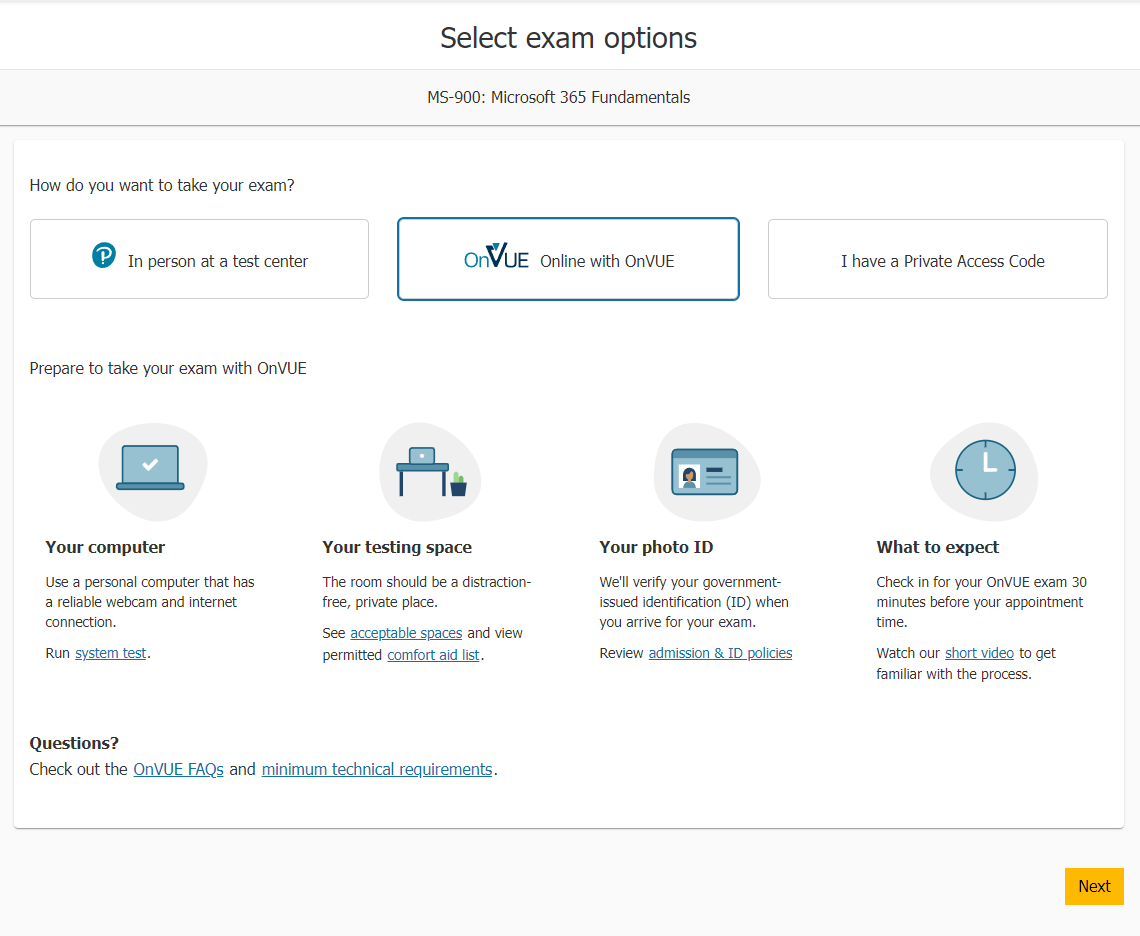 Select exam options
MS-900: Microsoft 365 Fundamentals
How do you want to take your exam?
In person at a test center
OnVUE Online with OnVUE
I have a Private Access Code
Prepare to take your exam with OnVUE
Your computer
Use a personal computer that has
a reliable webcam and internet
connection.
Run system test.
Your testing space
The room should be a distraction-
free, private place.
See acceptable spaces and view
permitted comfort aid list.
Your photo ID
We'll verify your government-
issued identification (ID) when
you arrive for your exam.
Review admission & ID policies
What to expect
Check in for your OnVUE exam 30
minutes before your appointment
time.
Watch our short video to get
familiar with the process.
Questions?
Check out the OnVUE FAQs and minimum technical requirements.
Next